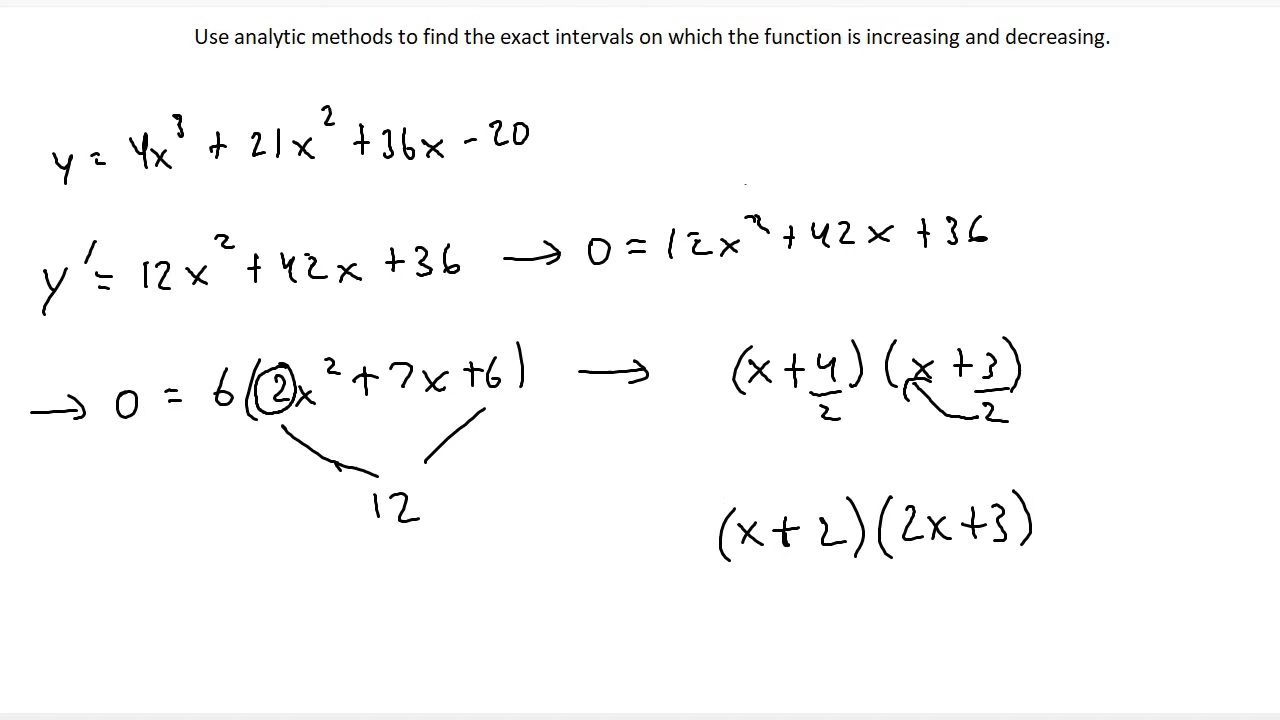 Use analytic methods to find the exact intervals on which the function is increasing and decreasing.
y = 4x³ + 21x² + 36x - 20
y' = 12x² + 42x + 36 → 0 = 12x² + 42x + 36
→ 0 = 6(2x² + 7x + 6) → (x + 4/2)(x + 3/2)
12
(x + 2)(2x + 3)